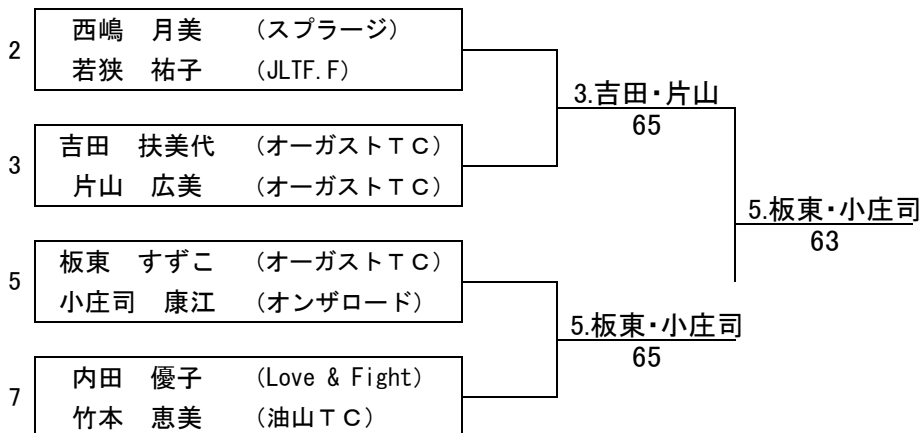 2
西嶋　月美　（スプラージ）
若狭　祐子　（JLTF.F）
3.吉田・片山
65
3
吉田　扶美代　（オーガストＴＣ）
片山　広美　（オーガストＴＣ）
5.板東・小庄司
63
5
板東　すずこ　（オーガストＴＣ）
小庄司　康江　（オンザロード）
5.板東・小庄司
65
7
内田　優子　（Love & Fight）
竹本　恵美　（油山ＴＣ）